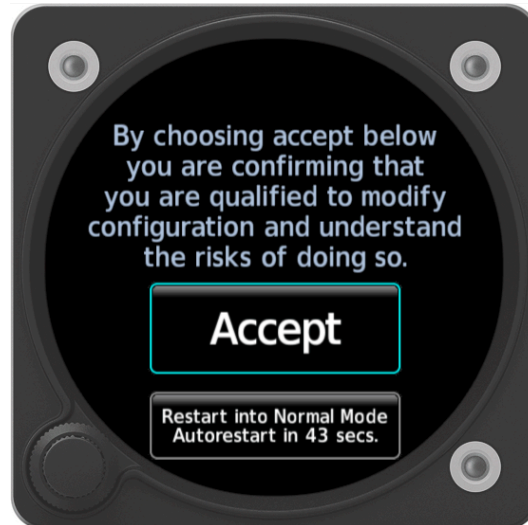 By choosing accept below
you are confirming that
you are qualified to modify
configuration and understand
the risks of doing so.
Accept
Restart into Normal Mode
Autorestart in 43 secs.